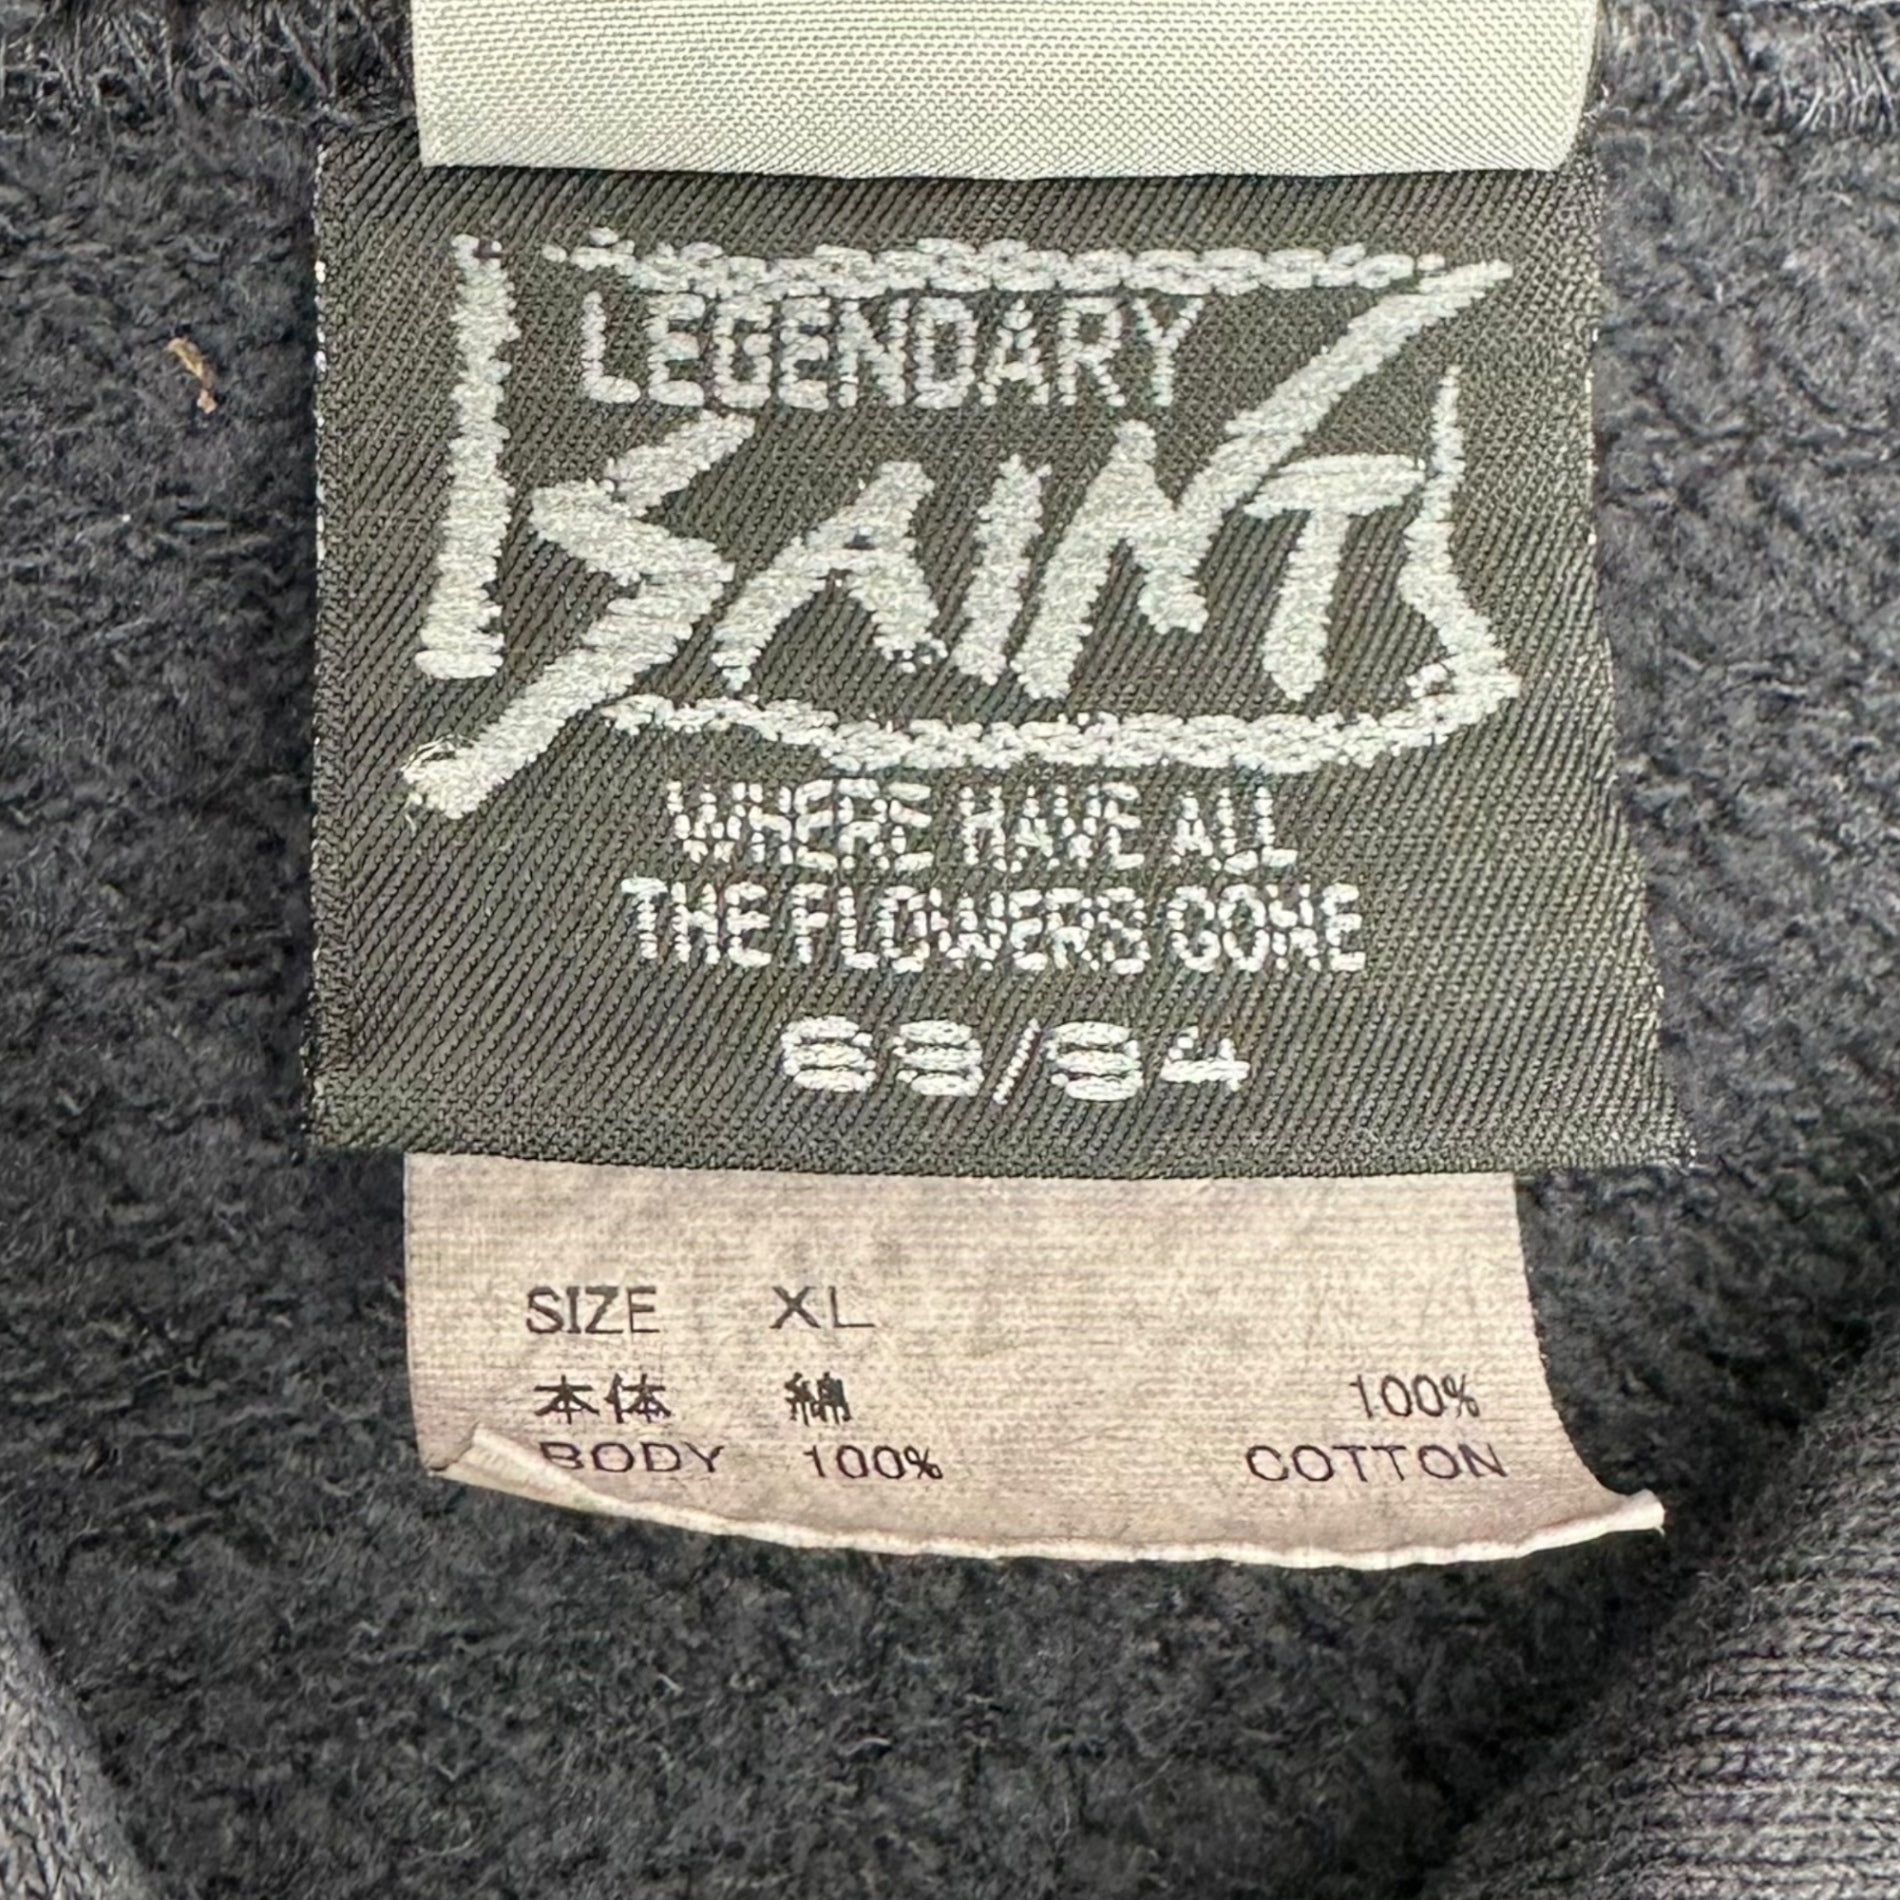 LEGENDARY
SAINT
WHERE HAVE ALL
THE FLOWERS GONE
69/94
SIZE XL
本体 綿 100%
BODY 100% COTTON